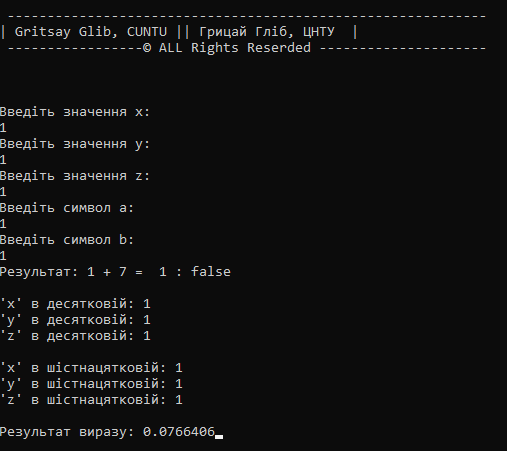 ------------------------------------------------------------
| Gritsay Glib, CUNTU || Грицай Гліб, ЦНТУ  |
-----------------© ALL Rights Reserded ---------------------
Введіть значення x:
1
Введіть значення y:
1
Введіть значення z:
1
Введіть символ a:
1
Введіть символ b:
1
Результат: 1 + 7 =  1 : false
'x' в десятковій: 1
'y' в десятковій: 1
'z' в десятковій: 1
'x' в шістнацятковій: 1
'y' в шістнацятковій: 1
'z' в шістнацятковій: 1
Результат виразу: 0.0766406